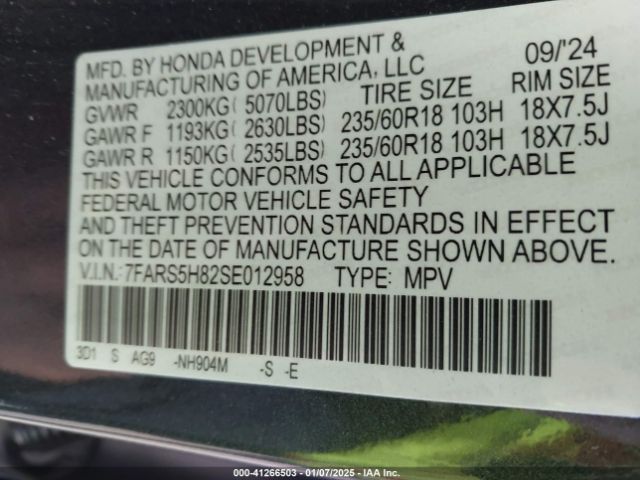 MFD. BY HONDA DEVELOPMENT & 09/'24
MANUFACTURING OF AMERICA, LLC
TIRE SIZE RIM SIZE
GVWR 2300KG( 5070LBS)
GAWR F 1193KG( 2630LBS) 235/60R18 103H 18X7.5J
GAWR R 1150KG( 2535LBS) 235/60R18 103H 18X7.5J
THIS VEHICLE CONFORMS TO ALL APPLICABLE
FEDERAL MOTOR VEHICLE SAFETY
AND THEFT PREVENTION STANDARDS IN EFFECT
ON THE DATE OF MANUFACTURE SHOWN ABOVE.
V.I.N.:7FARS5H82SE012958 TYPE: MPV
3D1 S AG9 -NH904M -S -E
000-41266503 - 01/07/2025 - IAA Inc.